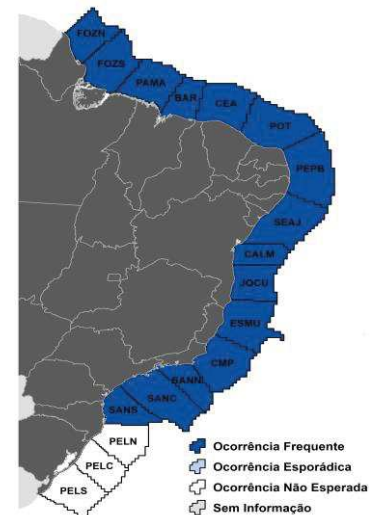 FOZN
FOZS
PAMA
BAR
CEA
POT
PEPB
SEAJ
CALM
JOCU
ESMU
CMP
BANN
SANC
SANS
PELN
PELC
PELS
Ocorrência Frequente
Ocorrência Esporádica
Ocorrência Não Esperada
Sem Informação